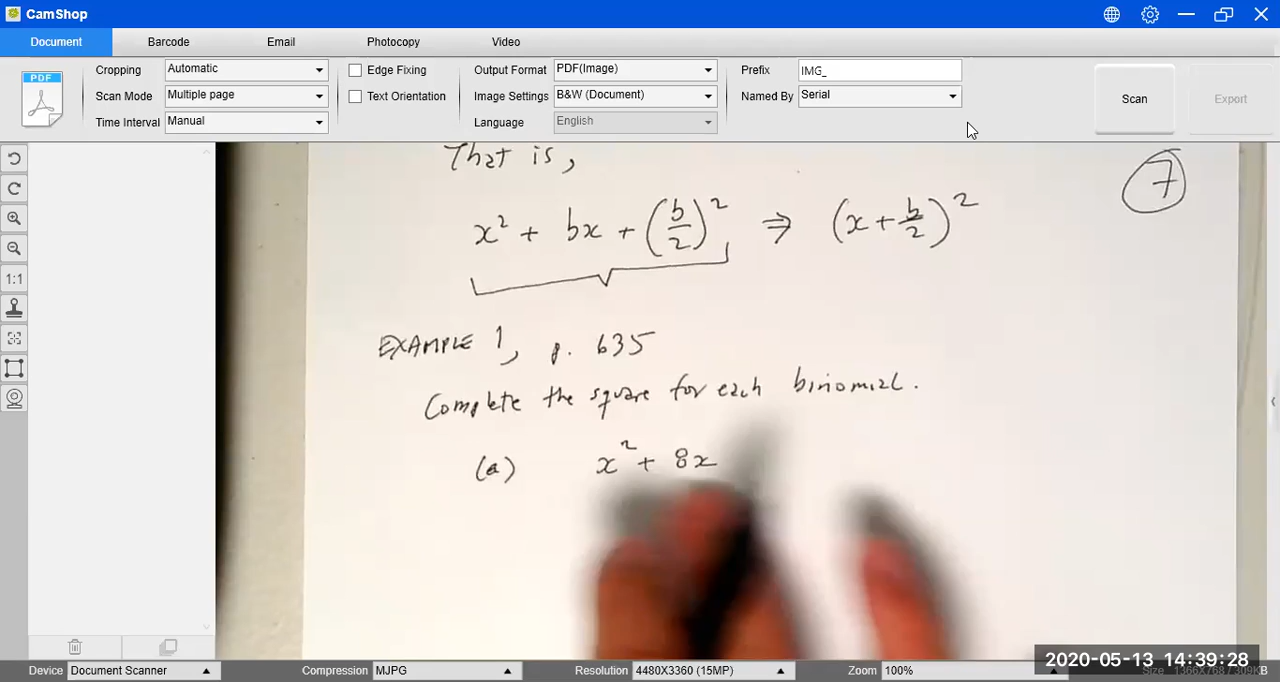 CamShop
Document Barcode Email Photocopy Video
PDF
Cropping Automatic Edge Fixing Output Format PDF(Image) Prefix IMG_
Scan Mode Multiple page Text Orientation Image Settings B&W (Document) Named By Serial
Time Interval Manual Language English
Scan Export
1:1
That is,
7
x² + bx + (b/2)² ⇒ (x + b/2)²
EXAMPLE 1, p. 635
Complete the square for each binomial.
(a) x² + 8x
2020-05-13 14:39:28
Device Document Scanner Compression MJPG Resolution 4480X3360 (15MP) Zoom 100%